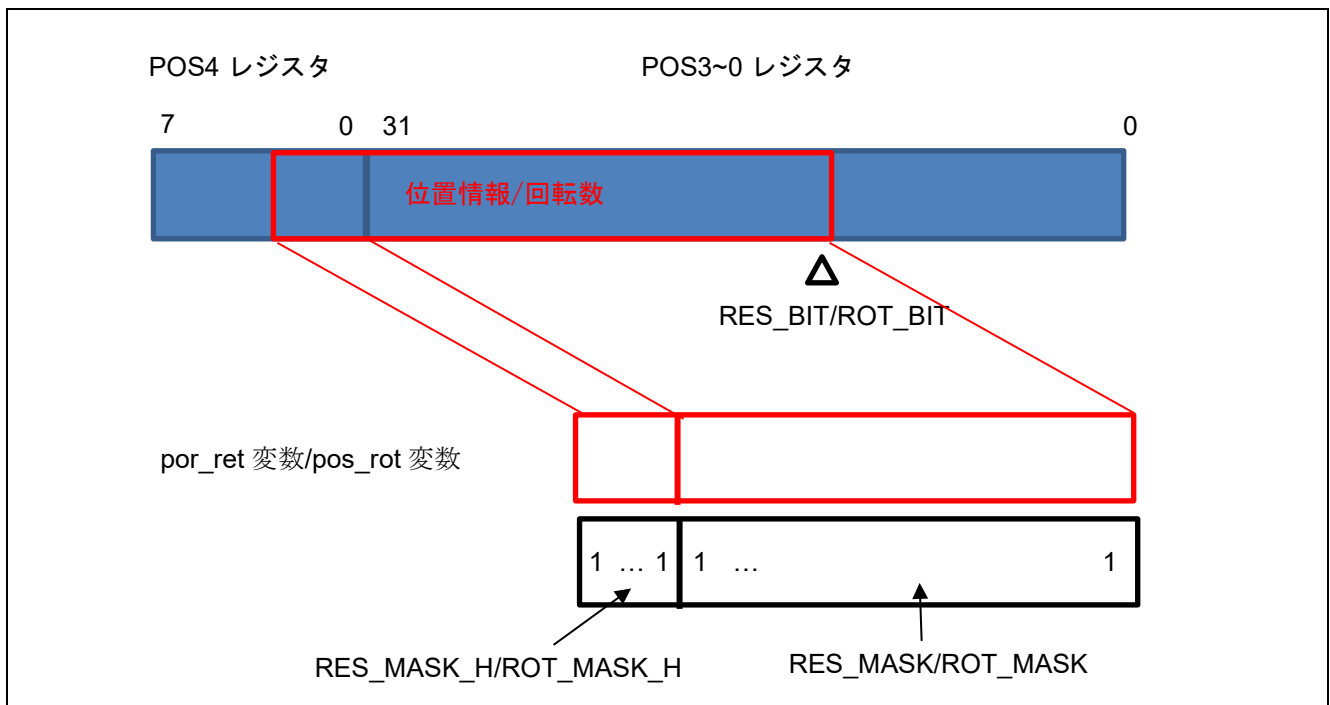 POS4 レジスタ POS3~0 レジスタ
7 0 31 0
位置情報/回転数
RES_BIT/ROT_BIT
por_ret 変数/pos_rot 変数
1 … 1 1 … 1
RES_MASK_H/ROT_MASK_H RES_MASK/ROT_MASK